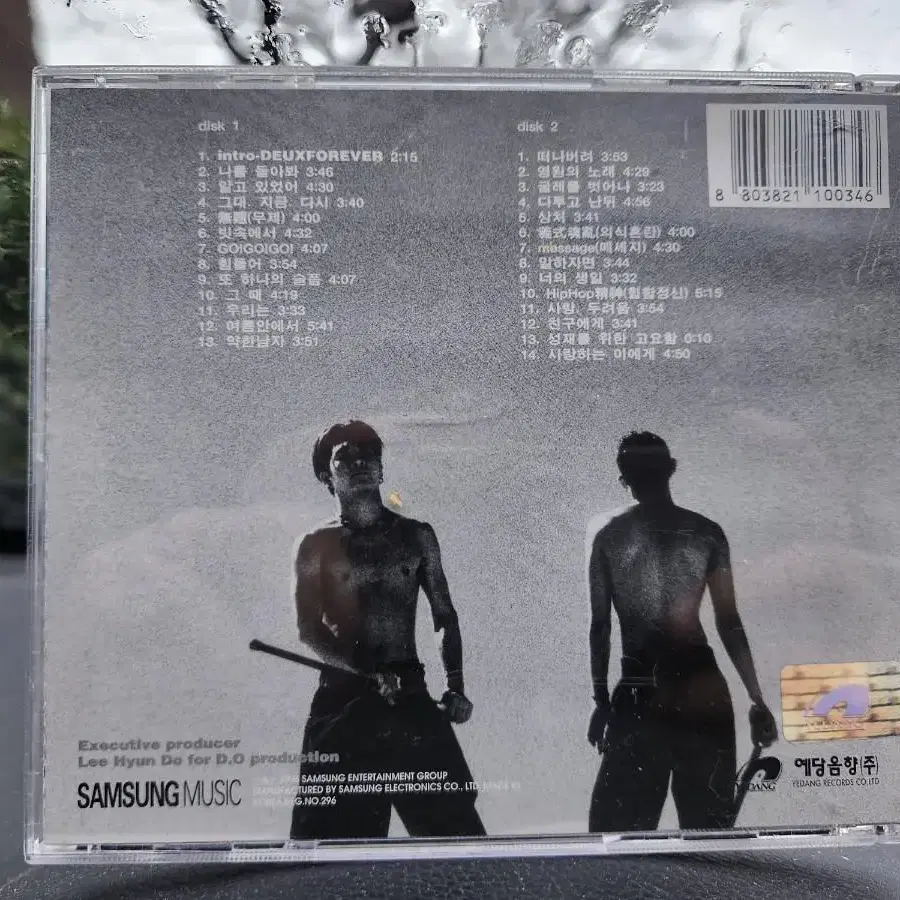 disk 1
1. intro-DEUXFOREVER 2:15
2. 나를 돌아봐 3:46
3. 알고 있었어 4:30
4. 그대. 지금. 다시 3:40
5. 無題(무제) 4:00
6. 빗속에서 4:32
7. GO!GO!GO! 4:07
8. 힘들어 3:54
9. 또 하나의 슬픔 4:07
10. 그 때 4:19
11. 우리는 3:33
12. 여름안에서 5:41
13. 약한남자 3:51
disk 2
1. 떠나버려 3:53
2. 영원의 노래 4:29
3. 굴레를 벗어나 3:23
4. 다투고 난뒤 4:56
5. 상처 3:41
6. (의식혼란) 4:00
7. message(메세지) 4:30
8. 말하자면 3:44
9. 너의 생일 3:32
10. HipHop精神(힙합정신) 5:15
11. 사랑. 두려움 3:54
12. 친구에게 3:41
13. 성재를 위한 고요함 0:10
14. 사랑하는 이에게 4:50
8 803821 100346
Executive producer
Lee Hyun Do for D.O production
SAMSUNG MUSIC
SAMSUNG ENTERTAINMENT GROUP
MANUFACTURED BY SAMSUNG ELECTRONICS CO., LTD.
KOREA REG.NO.296
YEDANG
예당음향(주)
YEDANG RECORDS CO.LTD